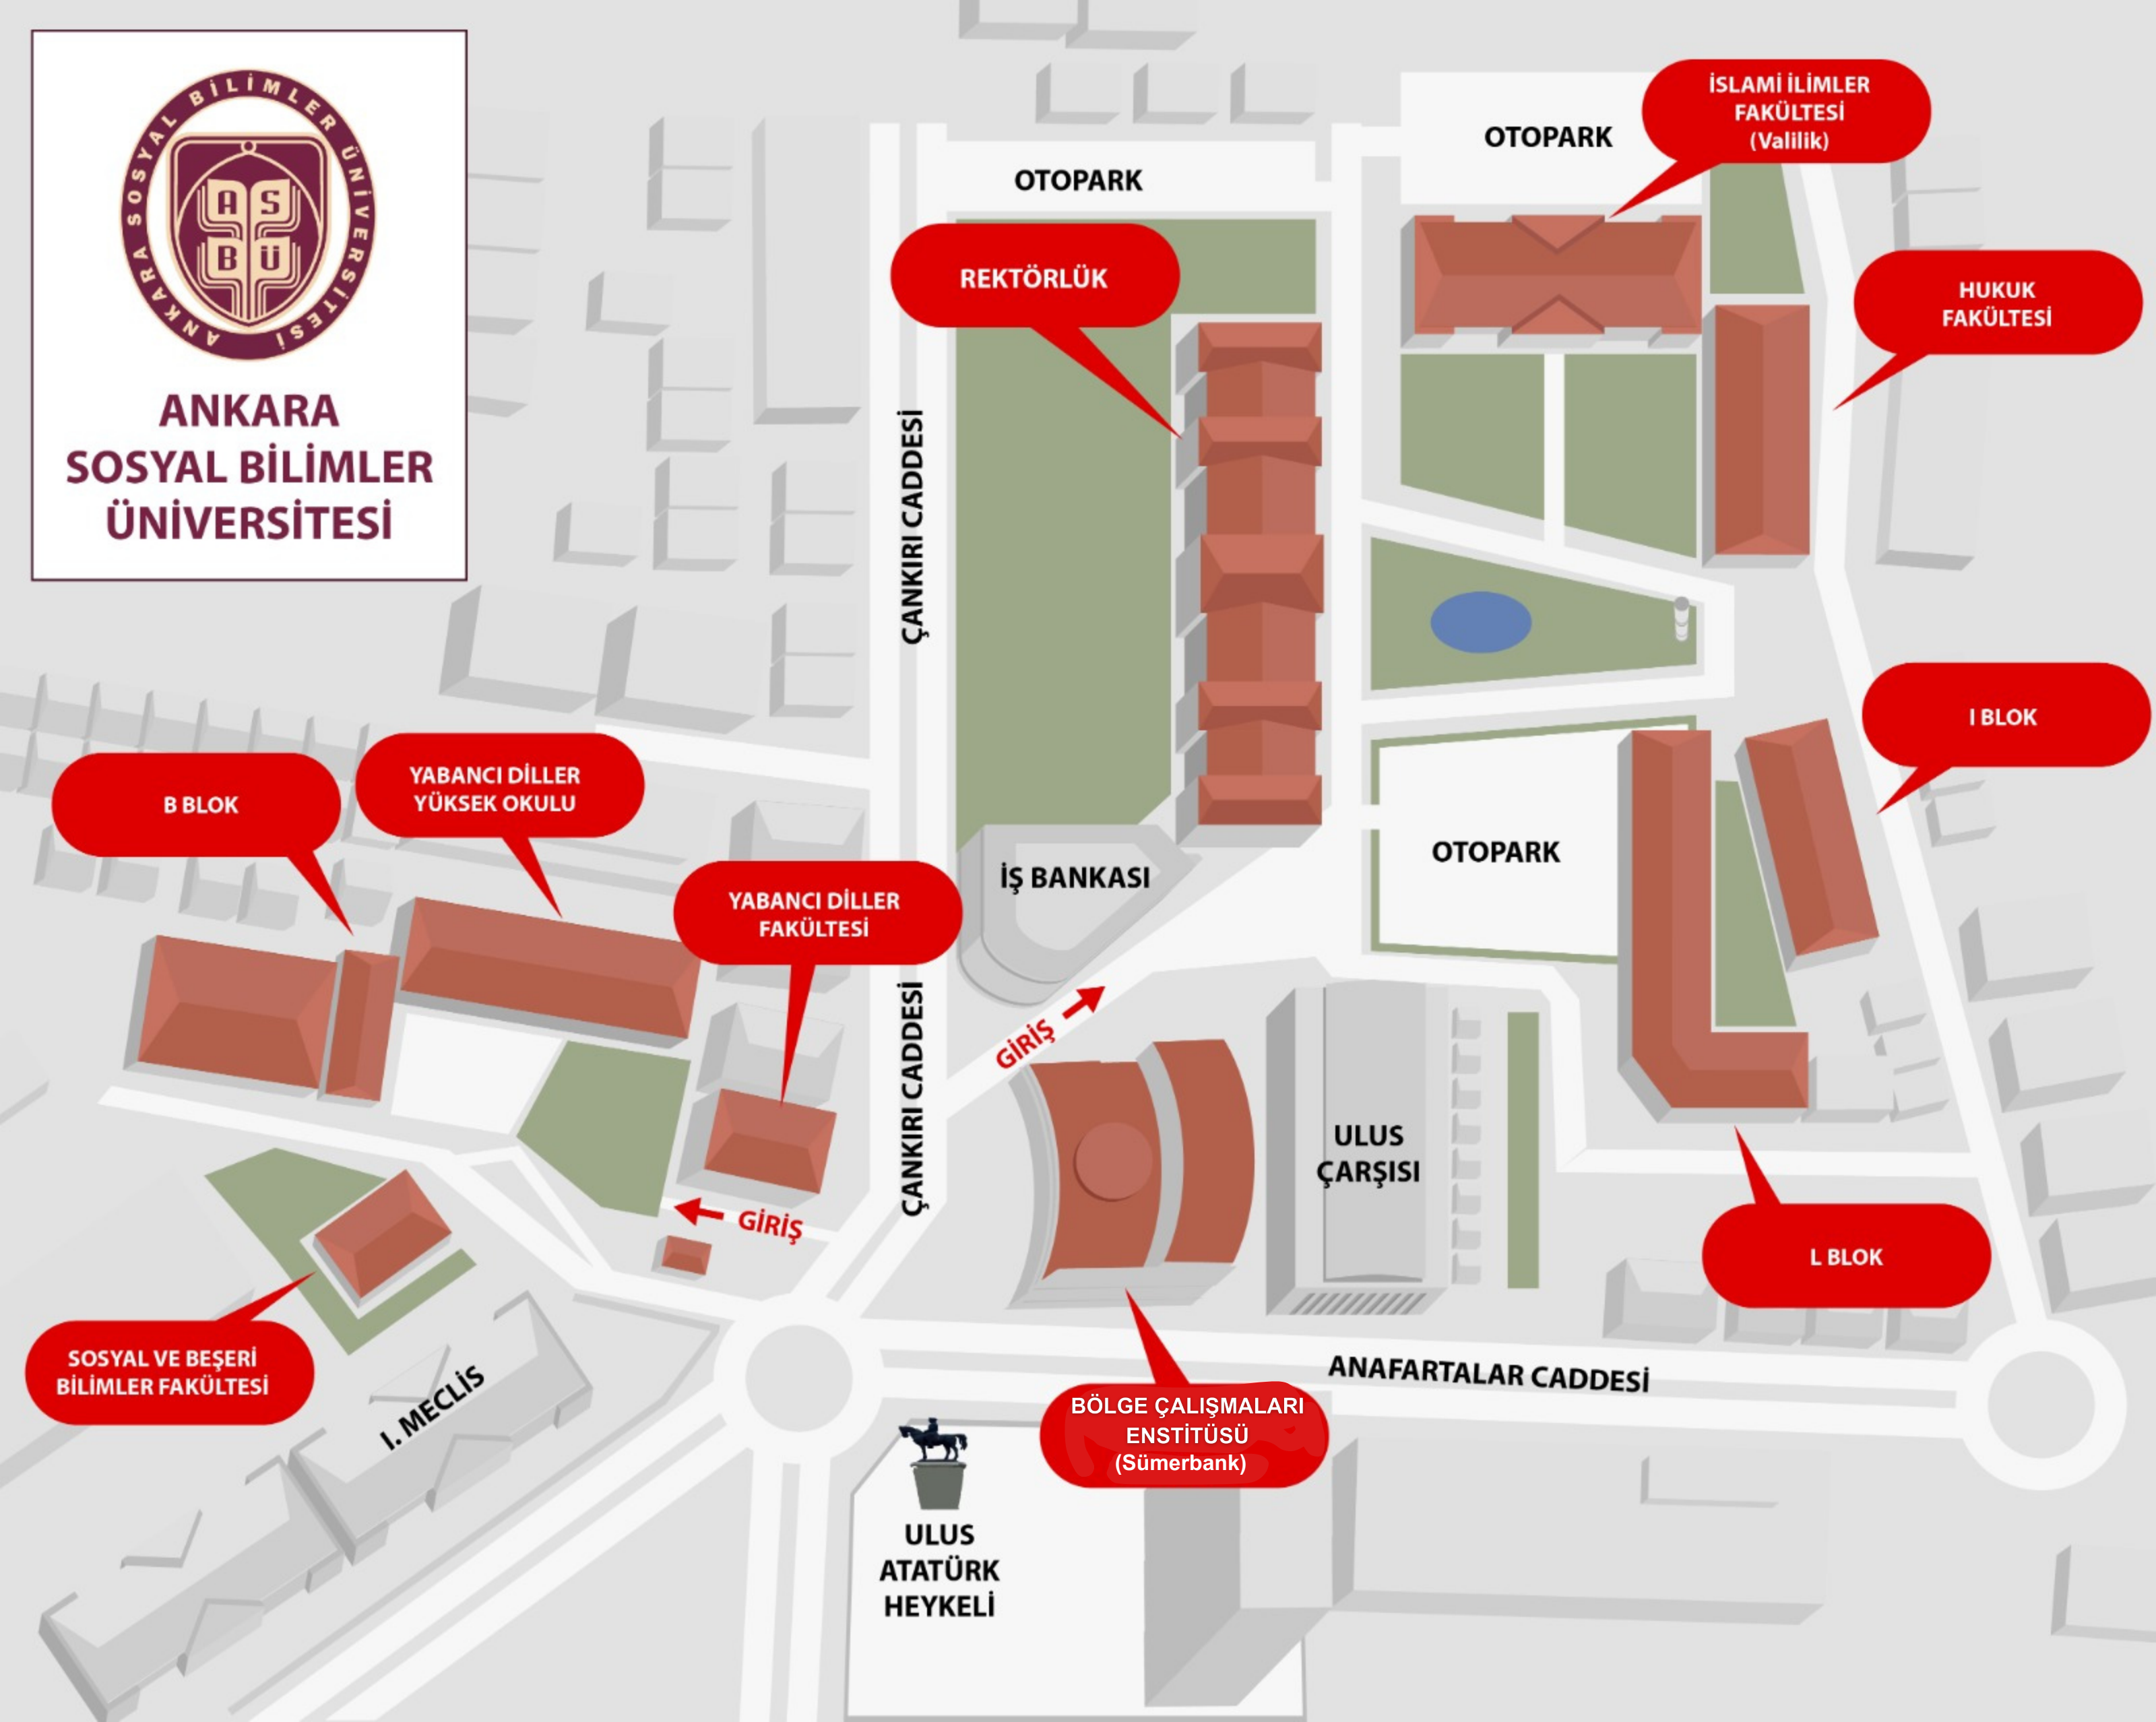 ANKARA SOSYAL BİLİMLER ÜNİVERSİTESİ
A S
B Ü
ANKARA
SOSYAL BİLİMLER
ÜNİVERSİTESİ
OTOPARK
OTOPARK
İSLAMİ İLİMLER
FAKÜLTESİ
(Valilik)
REKTÖRLÜK
HUKUK
FAKÜLTESİ
ÇANKIRI CADDESİ
I BLOK
B BLOK
YABANCI DİLLER
YÜKSEK OKULU
YABANCI DİLLER
FAKÜLTESİ
İŞ BANKASI
OTOPARK
ÇANKIRI CADDESİ
GİRİŞ
ULUS
ÇARŞISI
GİRİŞ
L BLOK
SOSYAL VE BEŞERİ
BİLİMLER FAKÜLTESİ
I. MECLİS
ANAFARTALAR CADDESİ
BÖLGE ÇALIŞMALARI
ENSTİTÜSÜ
(Sümerbank)
ULUS
ATATÜRK
HEYKELİ